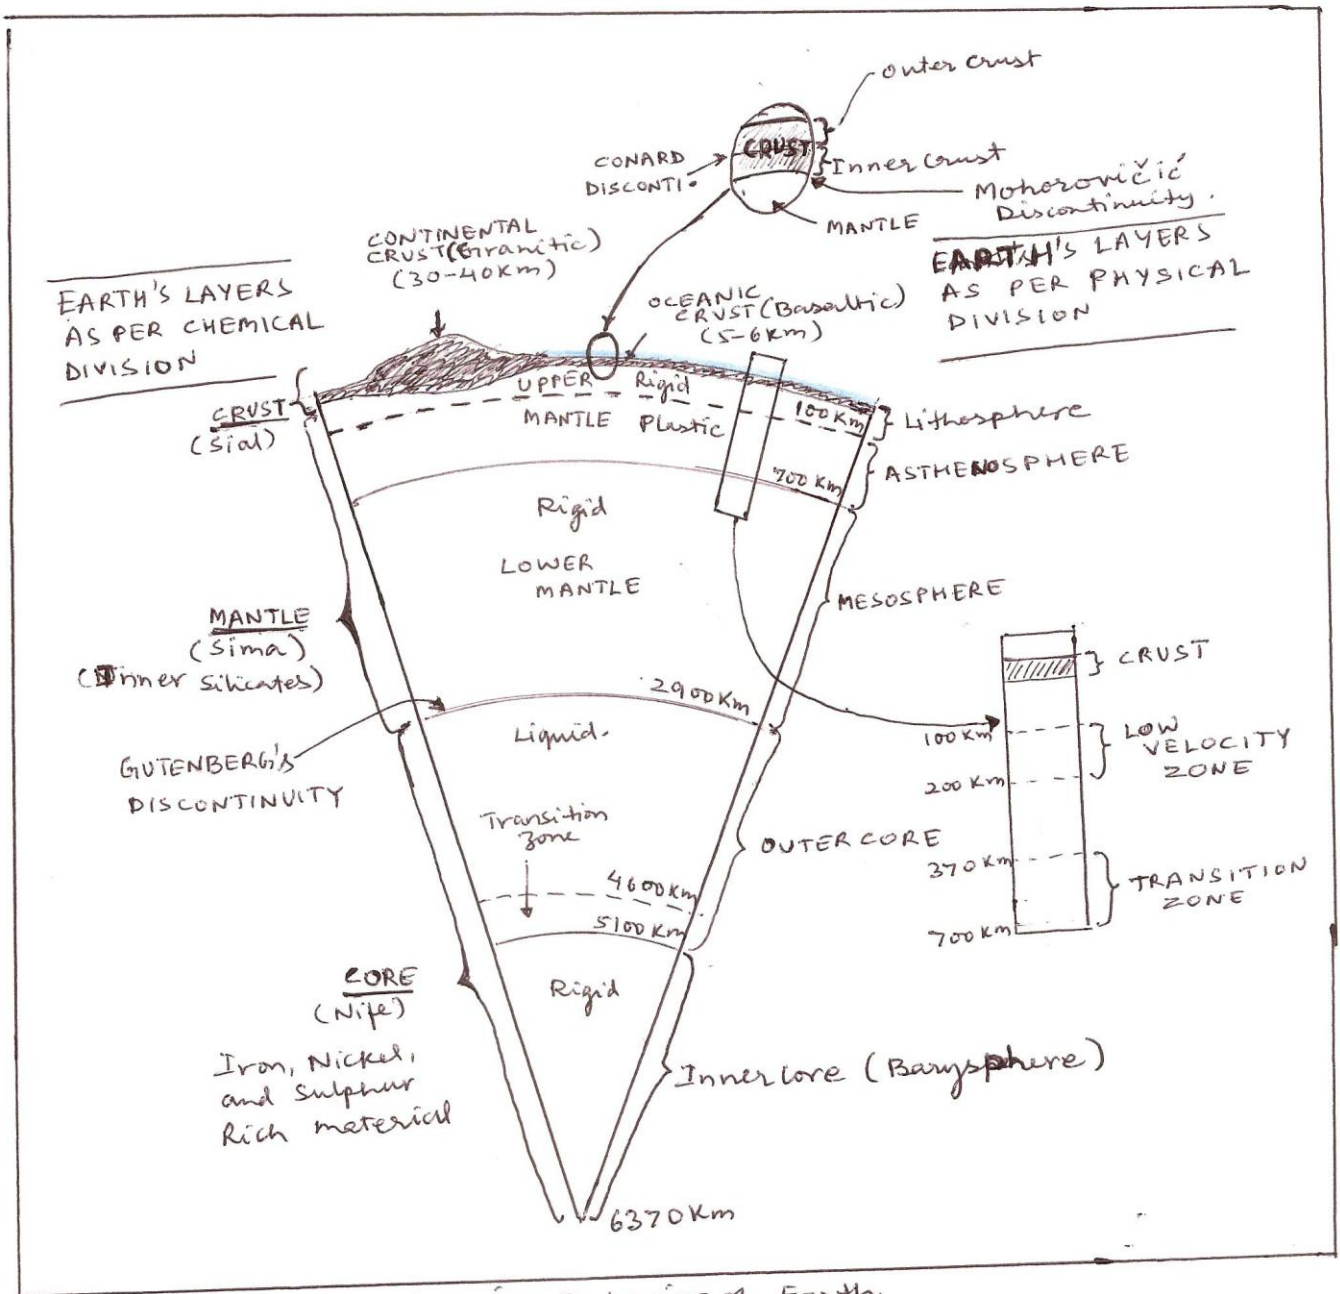 Outer Crust
CRUST
CONARD
DISCONTI.
Inner Crust
Mohorovičić
Discontinuity.
MANTLE
CONTINENTAL
CRUST (Granitic)
(30-40Km)
EARTH'S LAYERS
AS PER PHYSICAL
DIVISION
EARTH'S LAYERS
AS PER CHEMICAL
DIVISION
OCEANIC
CRUST (Basaltic)
(5-6Km)
CRUST
(Sial)
UPPER Rigid
MANTLE Plastic
100Km
Lithosphere
700Km
ASTHENOSPHERE
Rigid
LOWER
MANTLE
MESOSPHERE
MANTLE
(Sima)
(Inner silicates)
2900Km
Liquid.
GUTENBERG'S
DISCONTINUITY
CRUST
100Km
LOW
VELOCITY
ZONE
200Km
370Km
TRANSITION
ZONE
700Km
Transition
Zone
OUTER CORE
4600Km
5100Km
Rigid
CORE
(Nife)
Iron, Nickel,
and Sulphur
Rich material
Inner Core (Barysphere)
6370Km
Earth